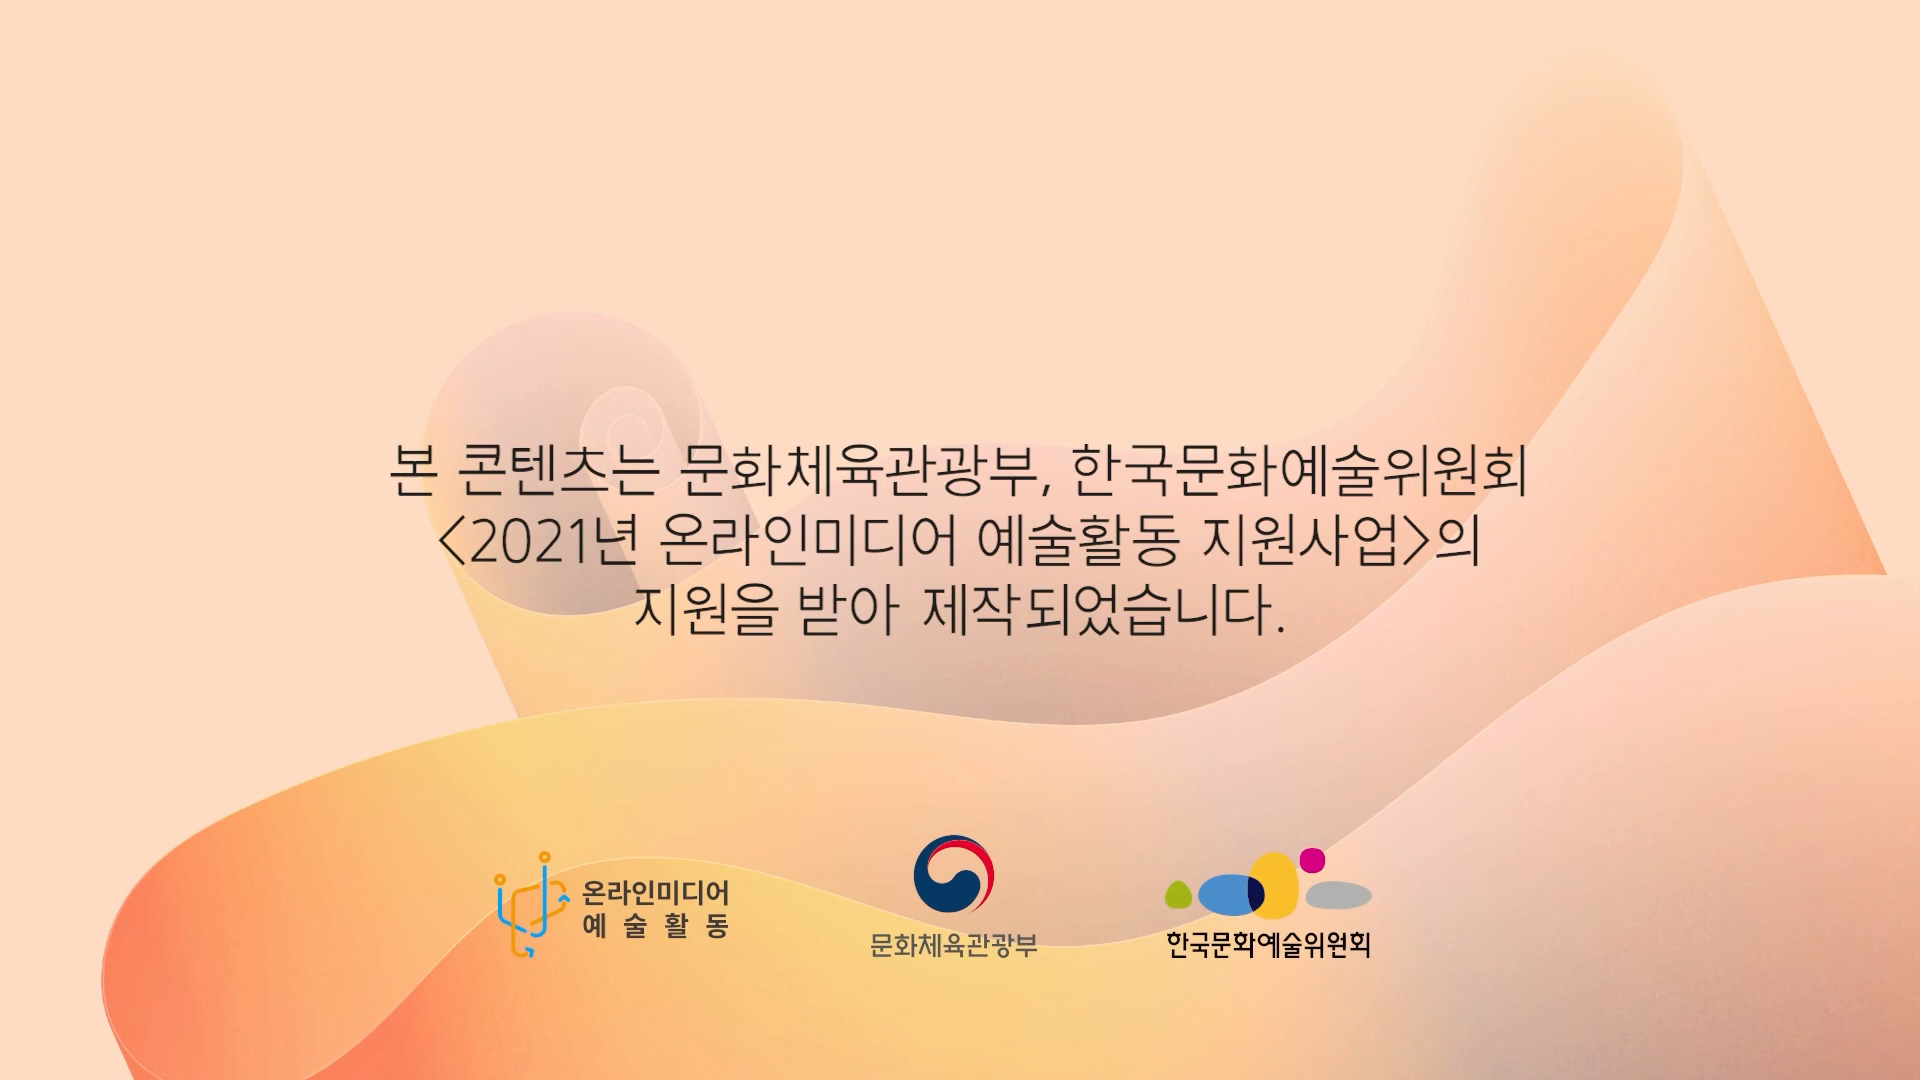 본 콘텐츠는 문화체육관광부, 한국문화예술위원회
<2021년 온라인미디어 예술활동 지원사업>의
지원을 받아 제작되었습니다.
온라인미디어
예 술 활 동
문화체육관광부
한국문화예술위원회